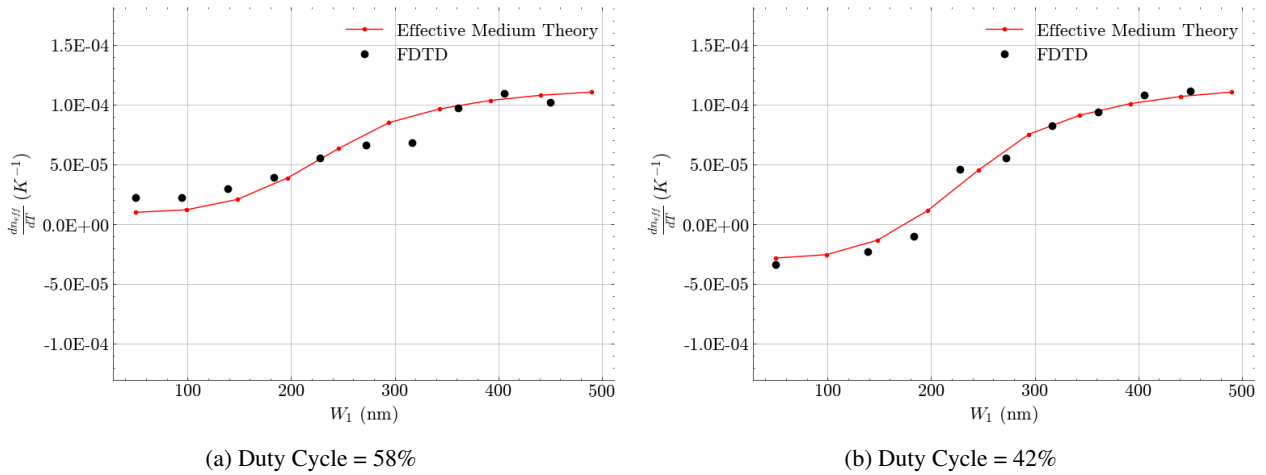 Effective Medium Theory
FDTD
1.5E-04
1.0E-04
5.0E-05
0.0E+00
-5.0E-05
-1.0E-04
dn_eff/dT (K^−1)
100 200 300 400 500
W₁ (nm)
(a) Duty Cycle = 58%
Effective Medium Theory
FDTD
1.5E-04
1.0E-04
5.0E-05
0.0E+00
-5.0E-05
-1.0E-04
dn_eff/dT (K^−1)
100 200 300 400 500
W₁ (nm)
(b) Duty Cycle = 42%